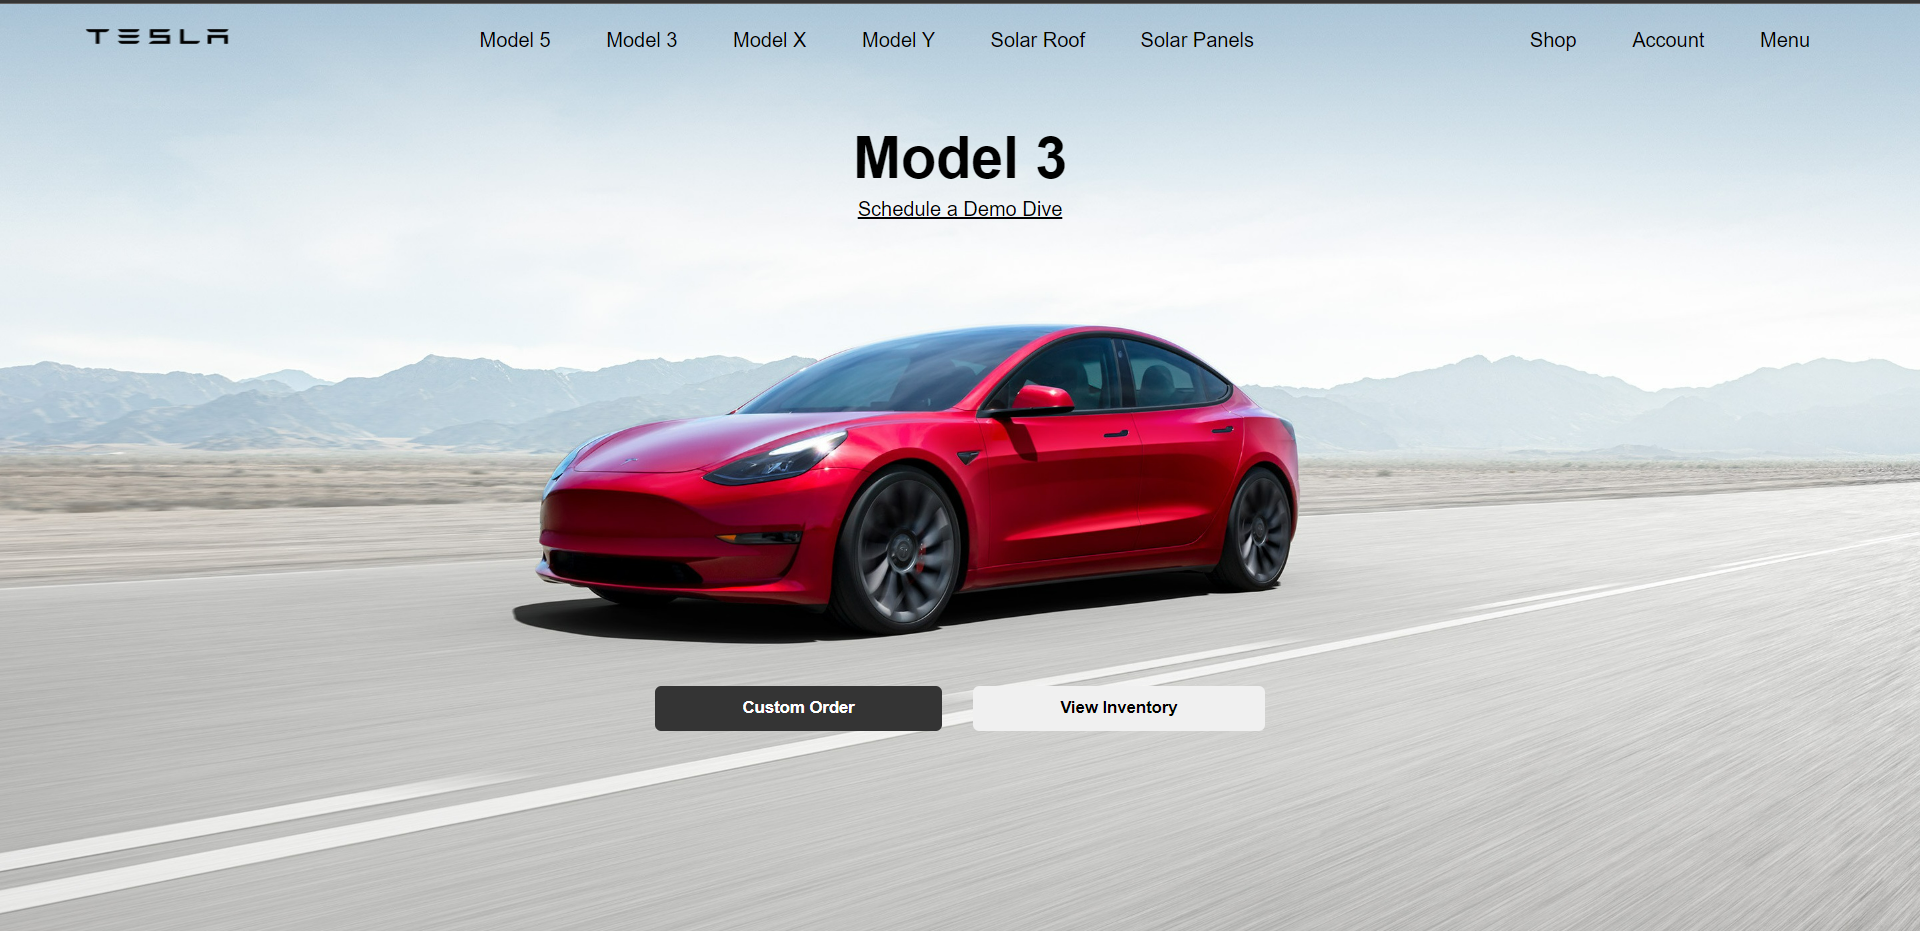 TESLA Model 5 Model 3 Model X Model Y Solar Roof Solar Panels Shop Account Menu
Model 3
Schedule a Demo Dive
Custom Order View Inventory